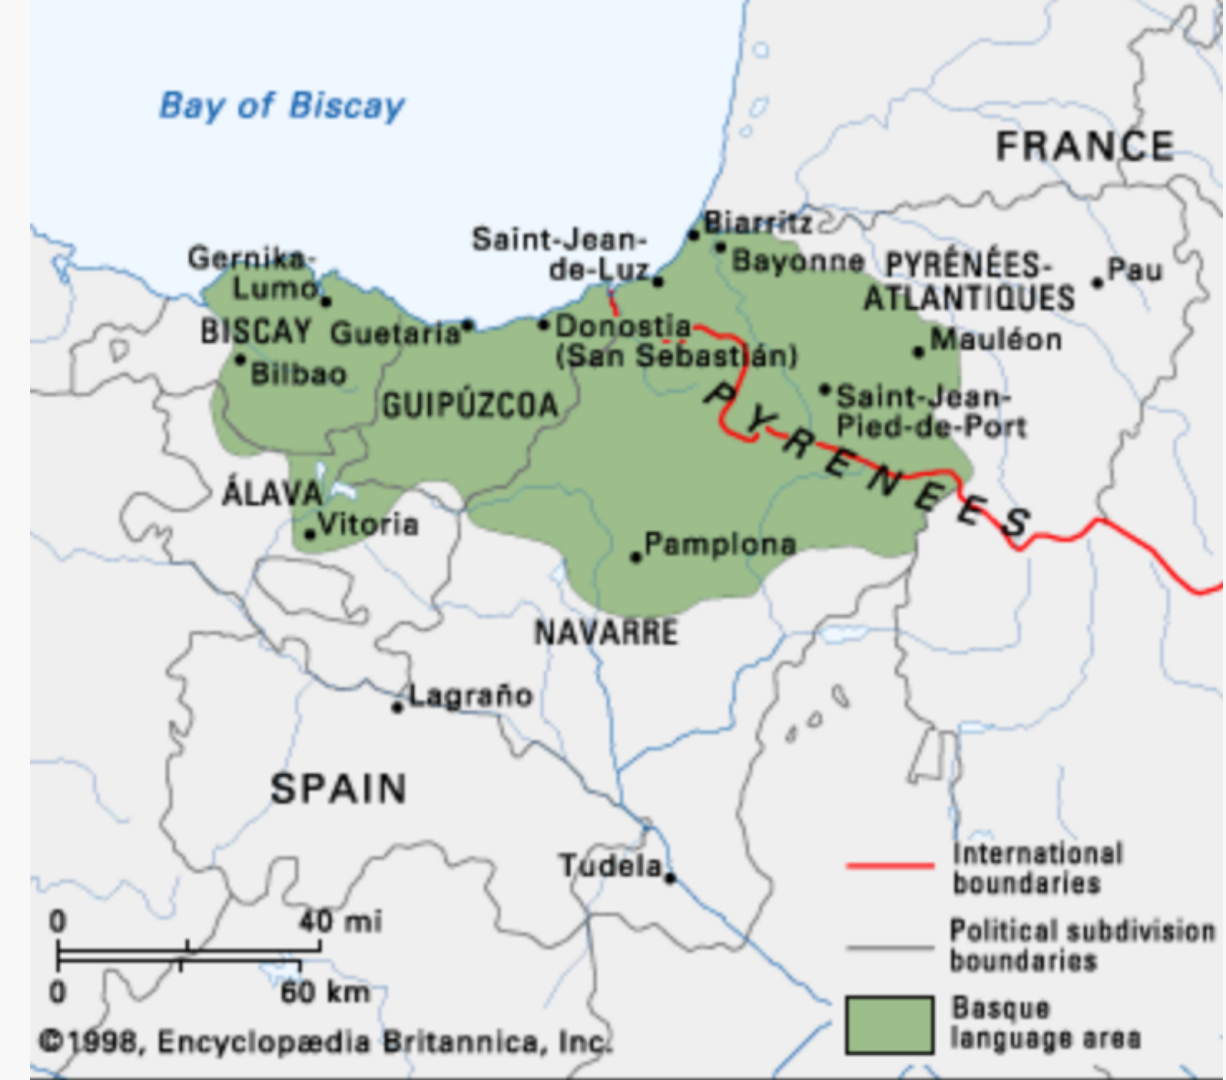 Bay of Biscay
FRANCE
Biarritz
Saint-Jean-
de-Luz
Bayonne
PYRÉNÉES-
ATLANTIQUES
Pau
Gernika-
Lumo
BISCAY
Guetaria
Donostia
(San Sebastián)
Mauléon
Bilbao
GUIPÚZCOA
Saint-Jean-
Pied-de-Port
PYRENEES
ÁLAVA
Vitoria
Pamplona
NAVARRE
Lagraño
SPAIN
Tudela
International
boundaries
Political subdivision
boundaries
Basque
language area
0 40 mi
0 60 km
©1998, Encyclopædia Britannica, Inc.